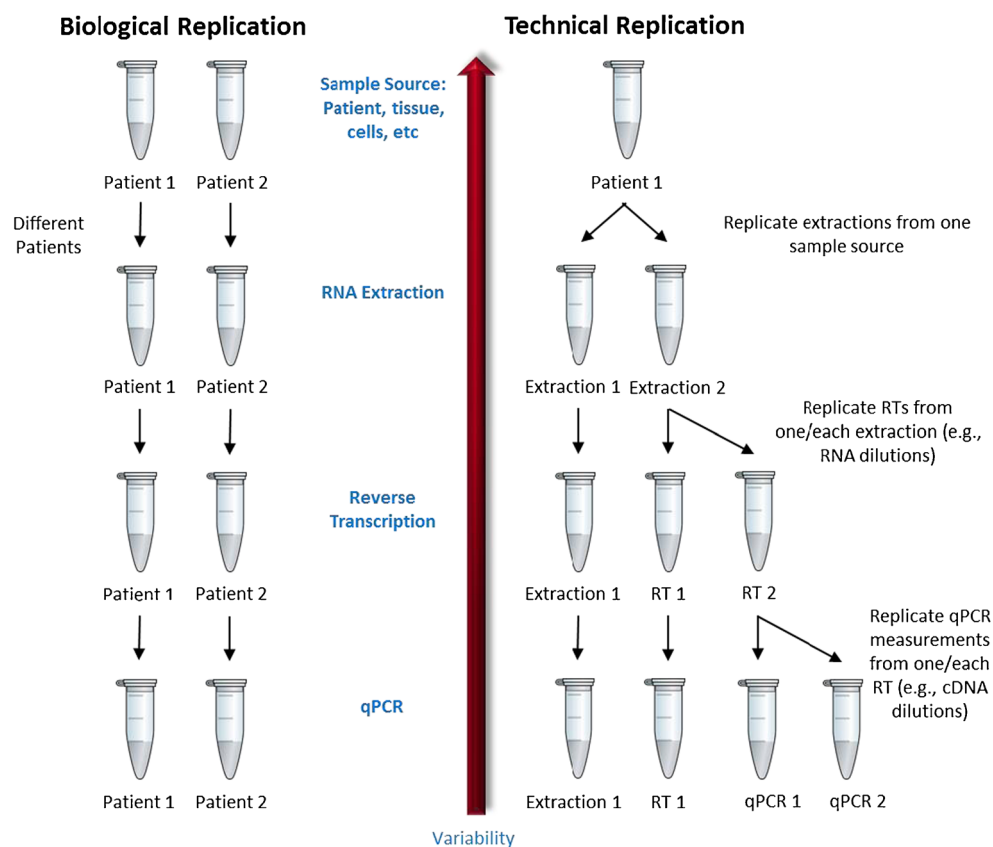 Biological Replication
Technical Replication
Sample Source:
Patient, tissue,
cells, etc
Patient 1
Patient 2
Patient 1
Different
Patients
Replicate extractions from one
sample source
RNA Extraction
Patient 1
Patient 2
Extraction 1
Extraction 2
Replicate RTs from
one/each extraction (e.g.,
RNA dilutions)
Reverse
Transcription
Patient 1
Patient 2
Extraction 1
RT 1
RT 2
Replicate qPCR
measurements
from one/each
RT (e.g., cDNA
dilutions)
qPCR
Patient 1
Patient 2
Extraction 1
RT 1
qPCR 1
qPCR 2
Variability